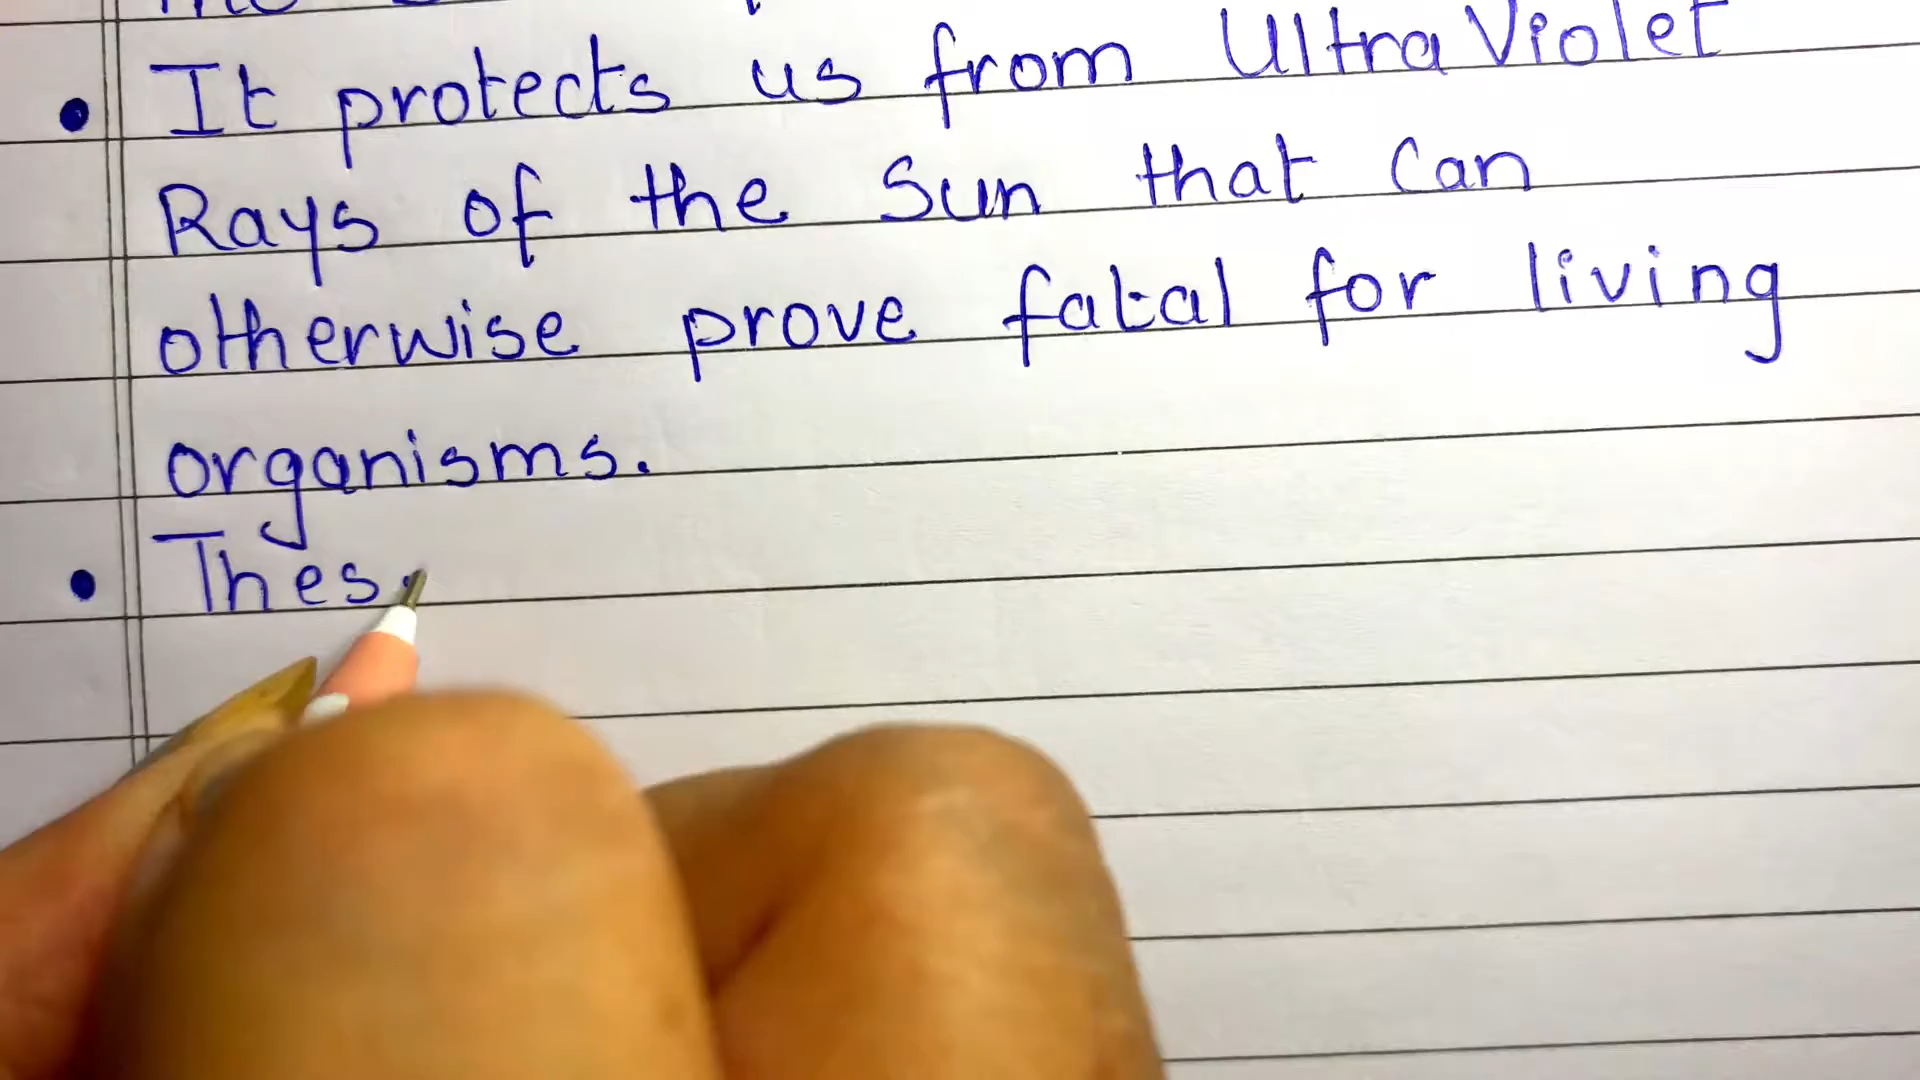 • It protects us from Ultra Violet
Rays of the Sun that can
otherwise prove fatal for living
organisms.
• Thes